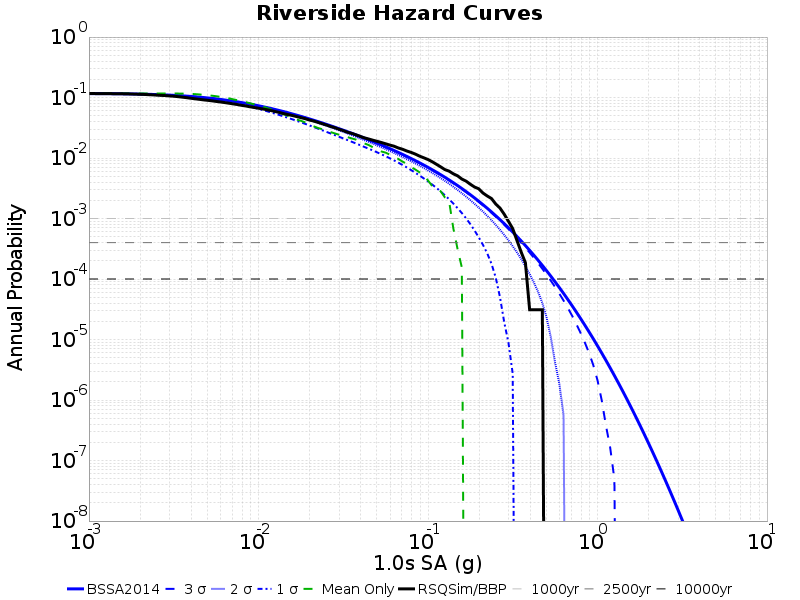 Riverside Hazard Curves
10^0
10^-1
10^-2
10^-3
10^-4
10^-5
10^-6
10^-7
10^-8
Annual Probability
10^-3 10^-2 10^-1 10^0 10^1
1.0s SA (g)
BSSA2014 3 σ 2 σ 1 σ Mean Only RSQSim/BBP 1000yr 2500yr 10000yr